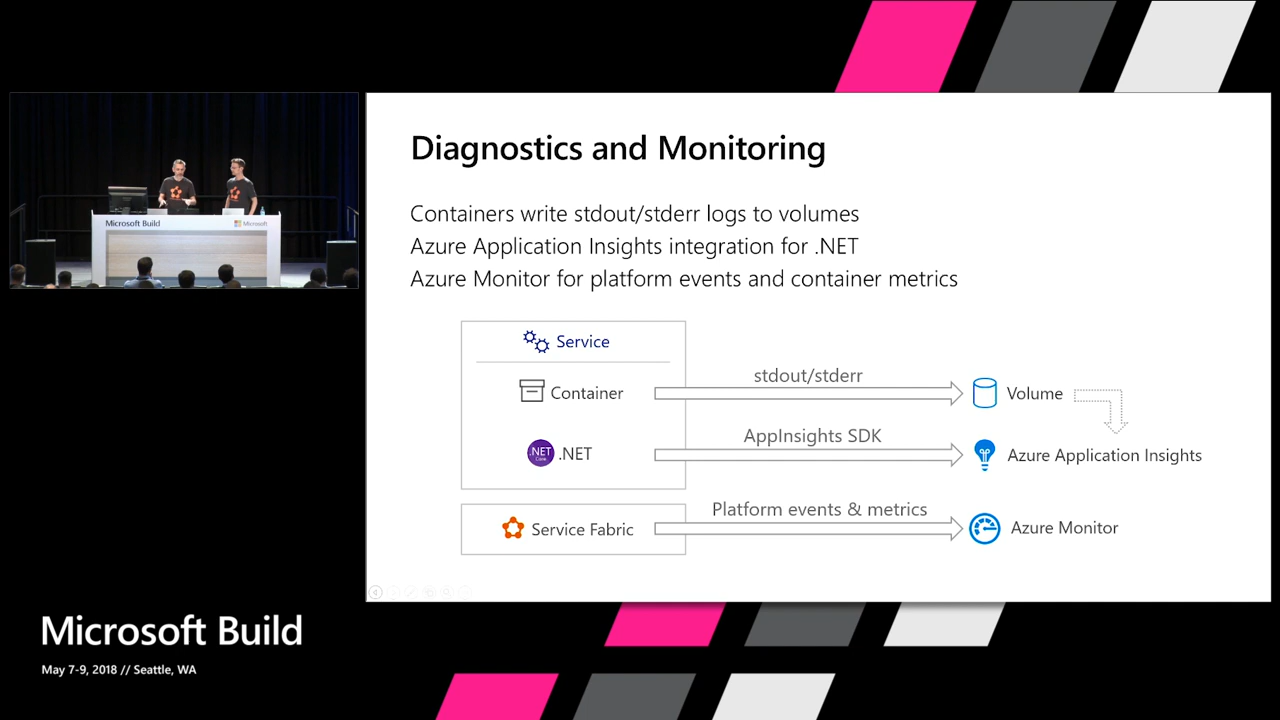 Diagnostics and Monitoring
Containers write stdout/stderr logs to volumes
Azure Application Insights integration for .NET
Azure Monitor for platform events and container metrics
Service
Container
stdout/stderr
Volume
.NET
Core
.NET
AppInsights SDK
Azure Application Insights
Service Fabric
Platform events & metrics
Azure Monitor
Microsoft Build
Microsoft
Microsoft Build
May 7-9, 2018 // Seattle, WA